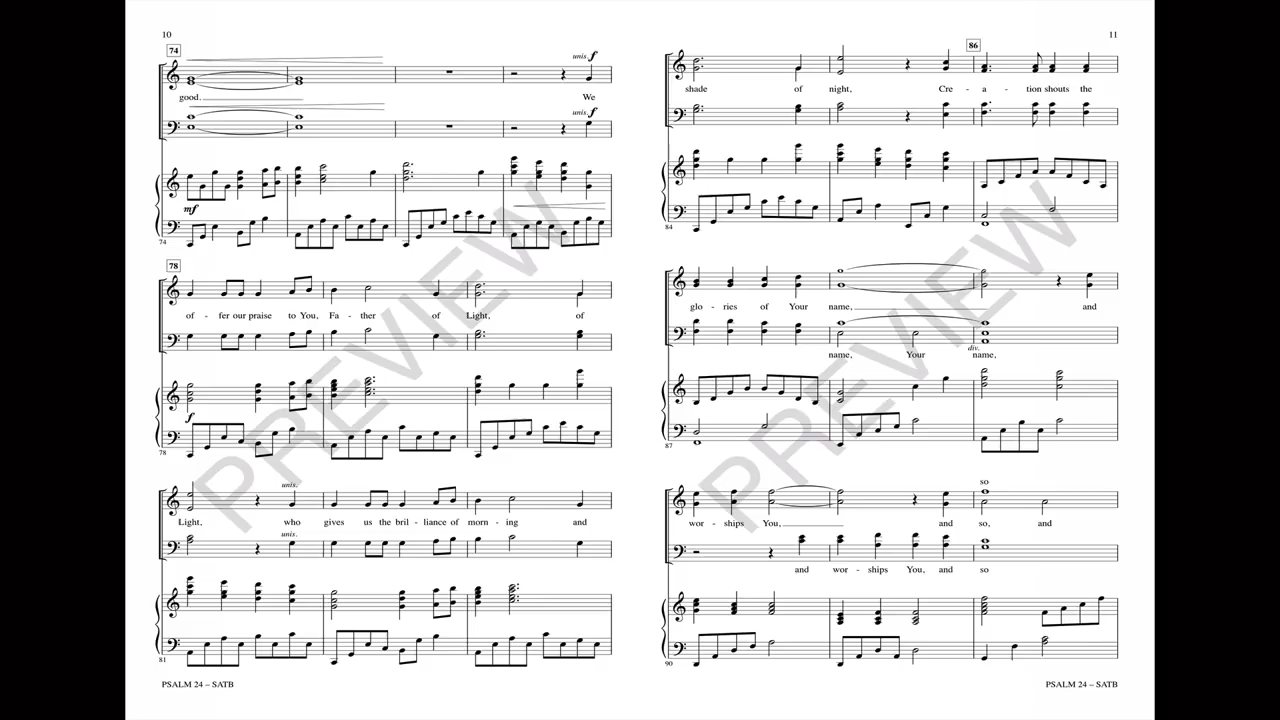 10
74
unis. f
good. We
unis. f
mf
74
78
of - fer our praise to You, Fa - ther of Light, of
f
78
unis.
Light, who gives us the bril - liance of morn - ing and
unis.
81
PSALM 24 – SATB
11
86
shade of night, Cre - a - tion shouts the
84
glo - ries of Your name, and
div.
name, Your name,
87
so
wor - ships You, and so, and
and wor - ships You, and so
90
PSALM 24 – SATB
PREVIEW
PREVIEW